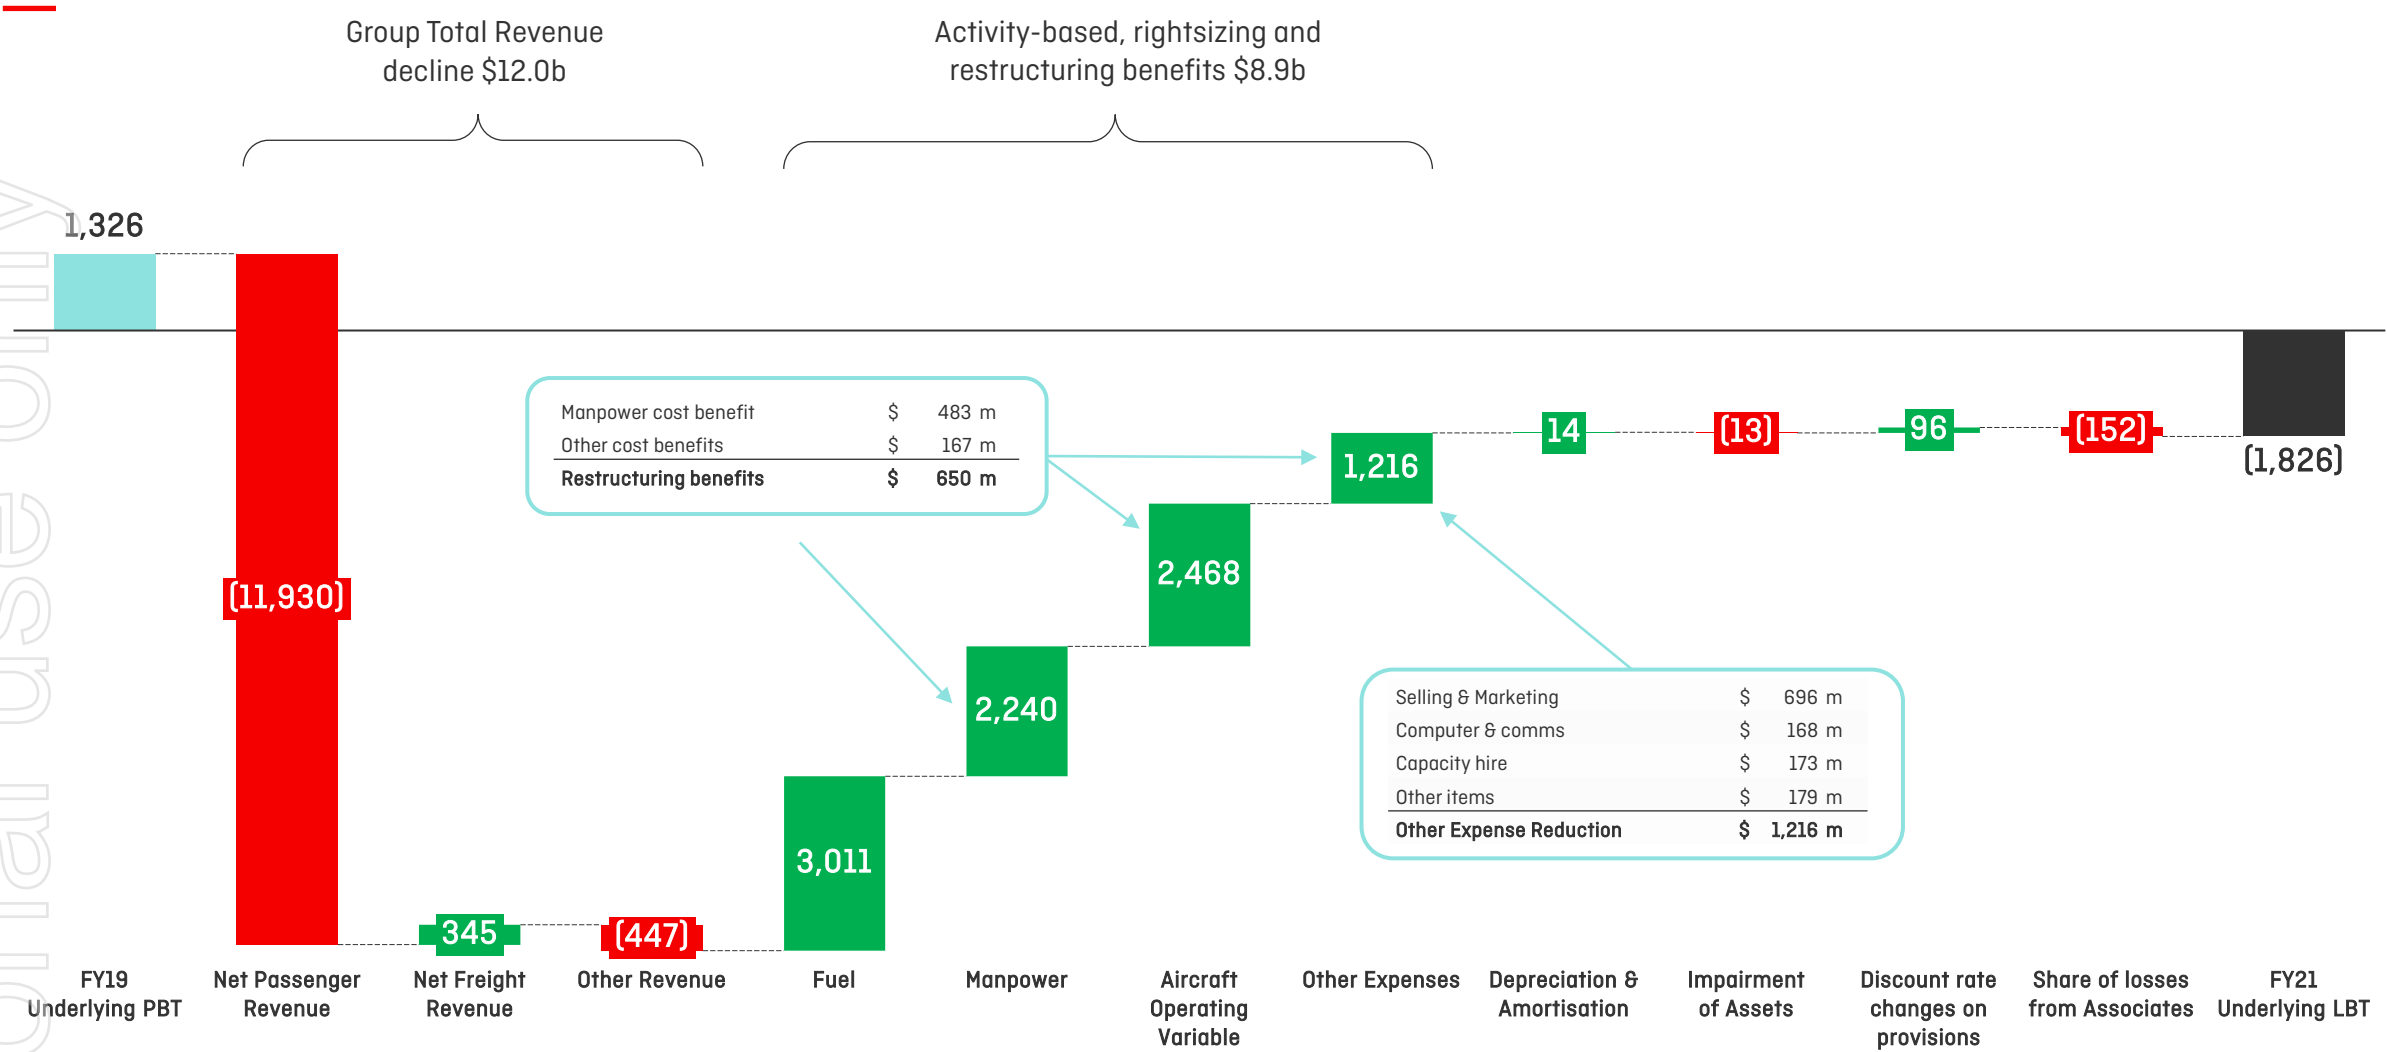 Group Total Revenue
decline $12.0b
Activity-based, rightsizing and
restructuring benefits $8.9b
1,326
(11,930)
345
(447)
3,011
2,240
2,468
1,216
14
(13)
96
(152)
(1,826)
Manpower cost benefit $ 483 m
Other cost benefits $ 167 m
Restructuring benefits $ 650 m
Selling & Marketing $ 696 m
Computer & comms $ 168 m
Capacity hire $ 173 m
Other items $ 179 m
Other Expense Reduction $ 1,216 m
FY19
Underlying PBT
Net Passenger
Revenue
Net Freight
Revenue
Other Revenue
Fuel
Manpower
Aircraft
Operating
Variable
Other Expenses
Depreciation &
Amortisation
Impairment
of Assets
Discount rate
changes on
provisions
Share of losses
from Associates
FY21
Underlying LBT
use only